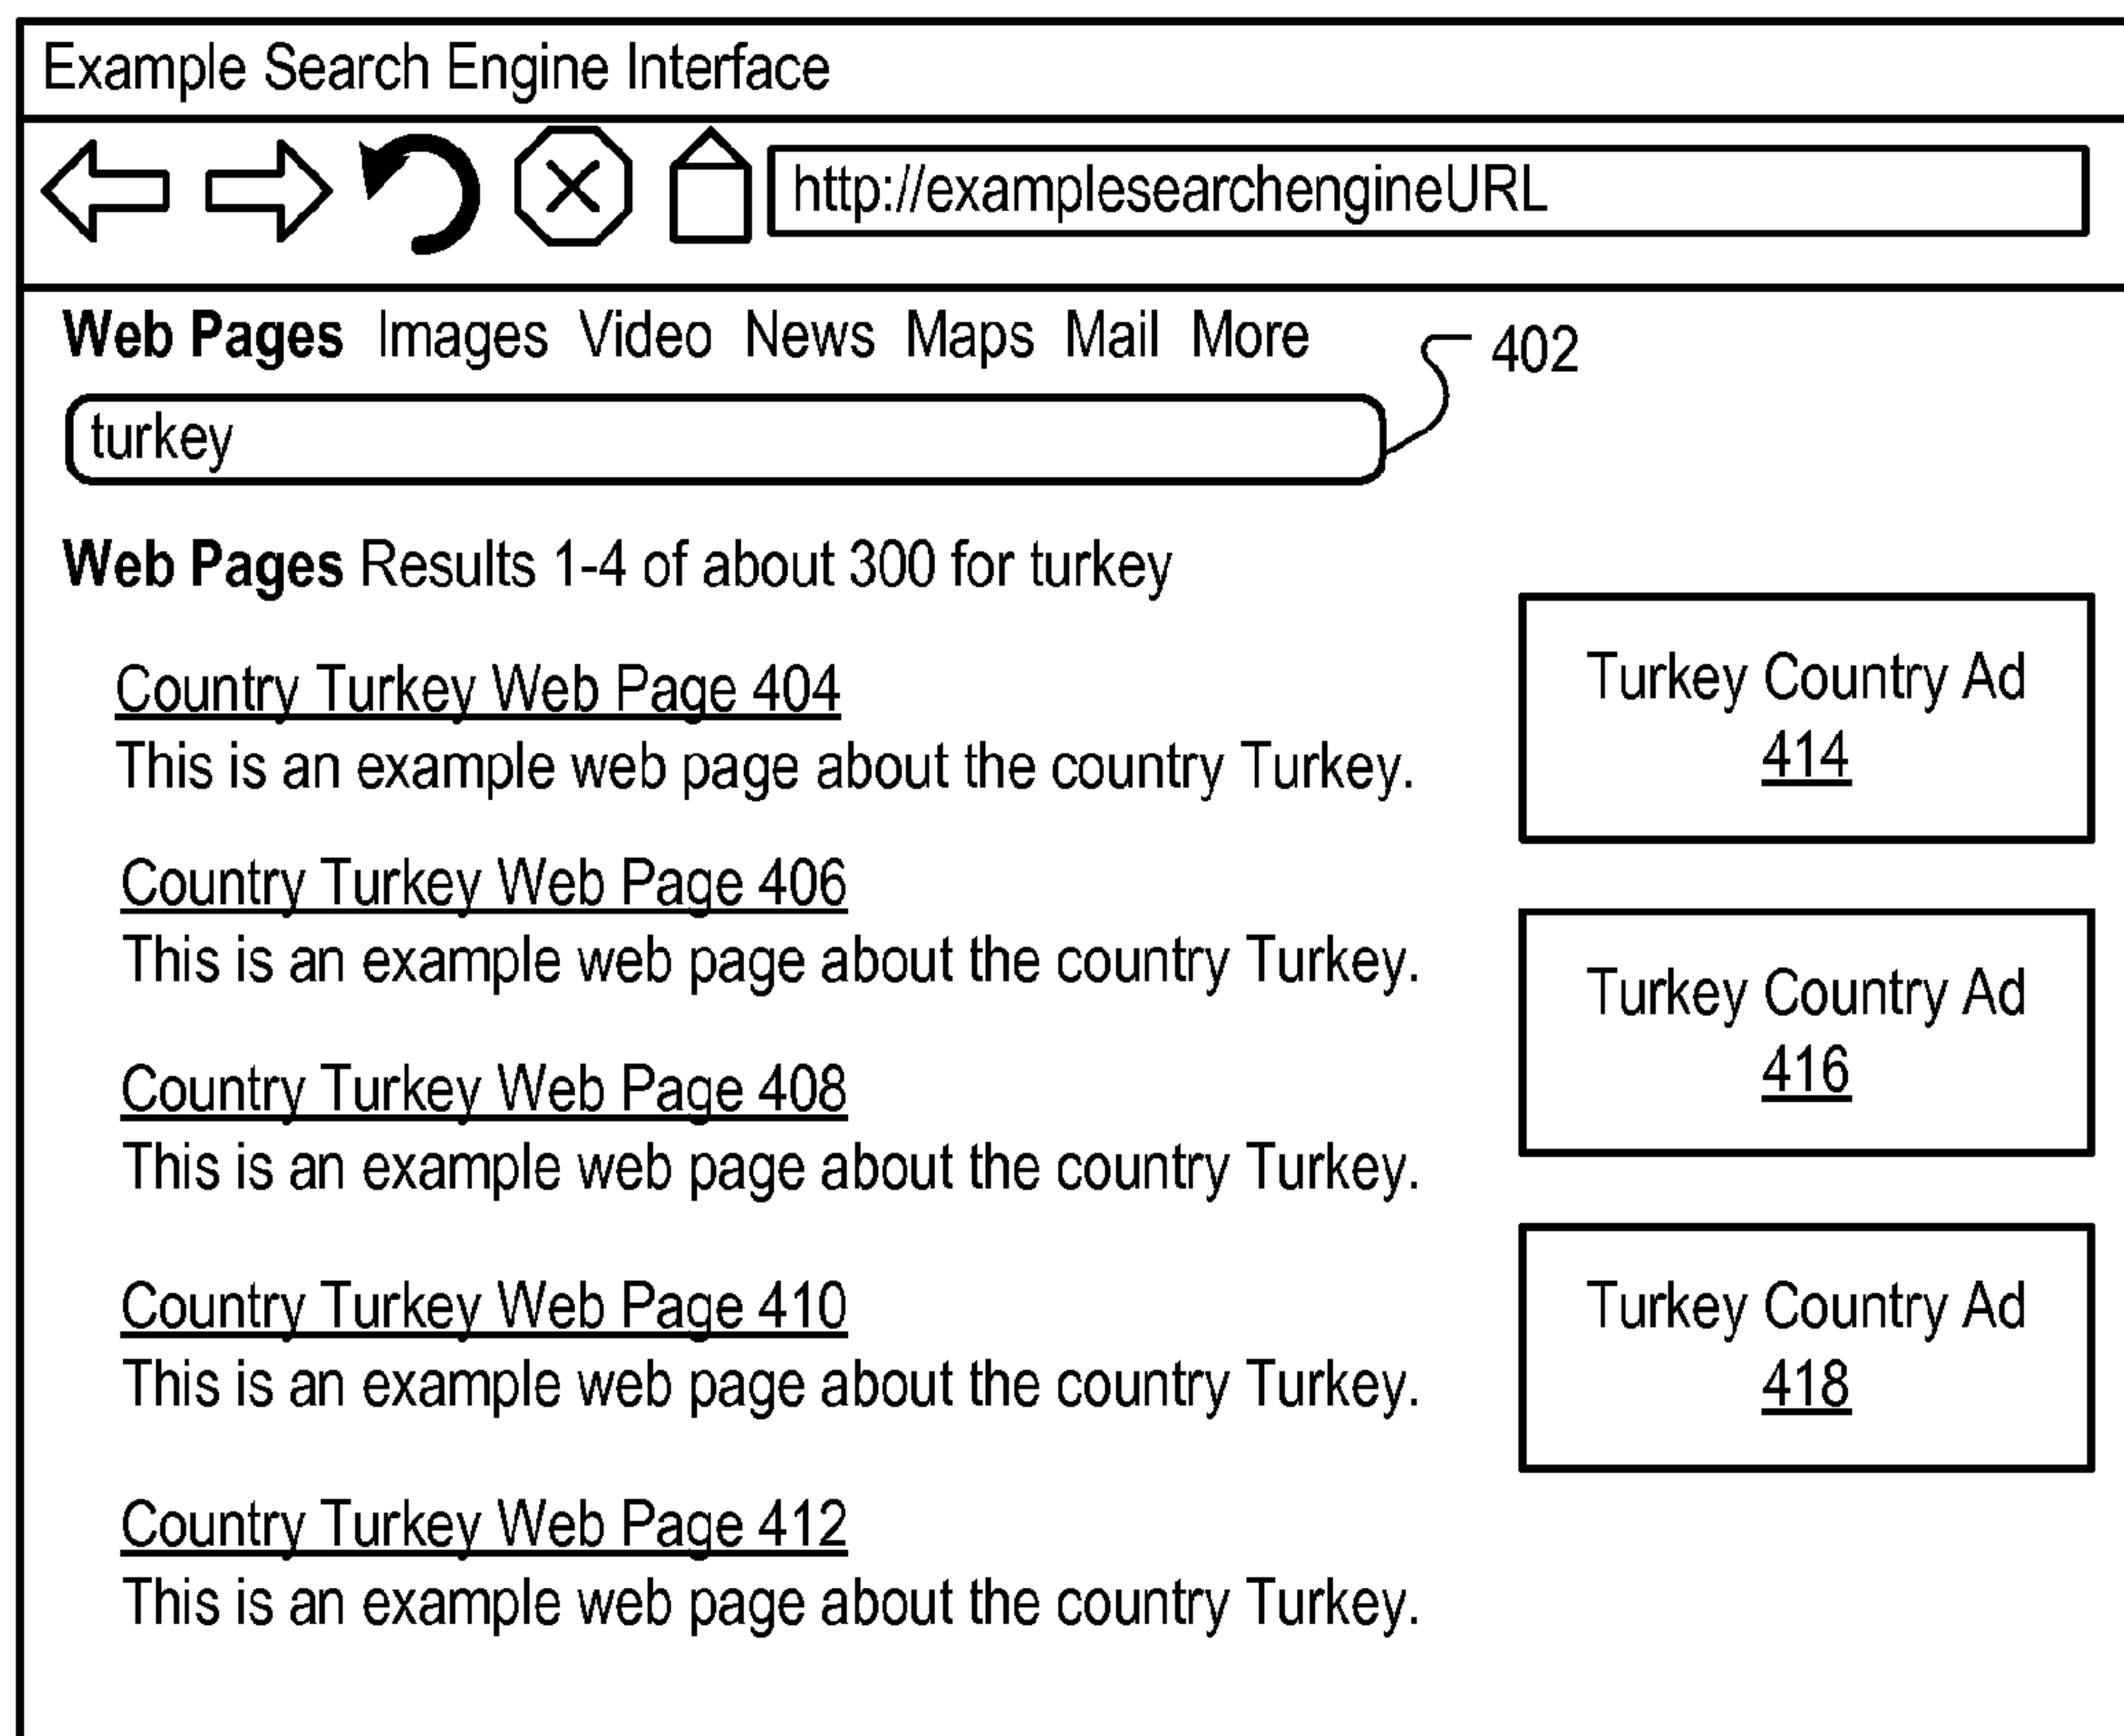 Example Search Engine Interface
http://examplesearchengineURL
Web Pages Images Video News Maps Mail More
402
turkey
Web Pages Results 1-4 of about 300 for turkey
Country Turkey Web Page 404
This is an example web page about the country Turkey.
Country Turkey Web Page 406
This is an example web page about the country Turkey.
Country Turkey Web Page 408
This is an example web page about the country Turkey.
Country Turkey Web Page 410
This is an example web page about the country Turkey.
Country Turkey Web Page 412
This is an example web page about the country Turkey.
Turkey Country Ad
414
Turkey Country Ad
416
Turkey Country Ad
418